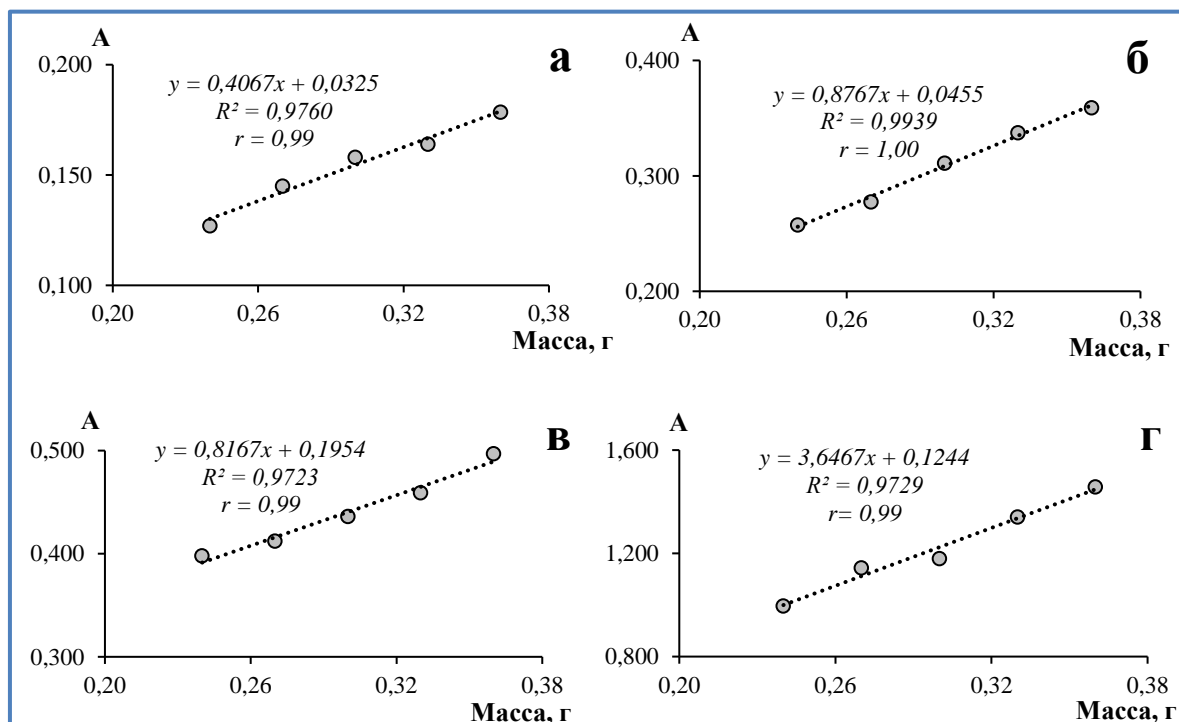 A
а
0,200
y = 0,4067x + 0,0325
R² = 0,9760
r = 0,99
0,150
0,100
0,20 0,26 0,32 0,38
Масса, г
A
б
0,400
y = 0,8767x + 0,0455
R² = 0,9939
r = 1,00
0,300
0,200
0,20 0,26 0,32 0,38
Масса, г
A
в
0,500
y = 0,8167x + 0,1954
R² = 0,9723
r = 0,99
0,400
0,300
0,20 0,26 0,32 0,38
Масса, г
A
г
1,600
y = 3,6467x + 0,1244
R² = 0,9729
r= 0,99
1,200
0,800
0,20 0,26 0,32 0,38
Масса, г